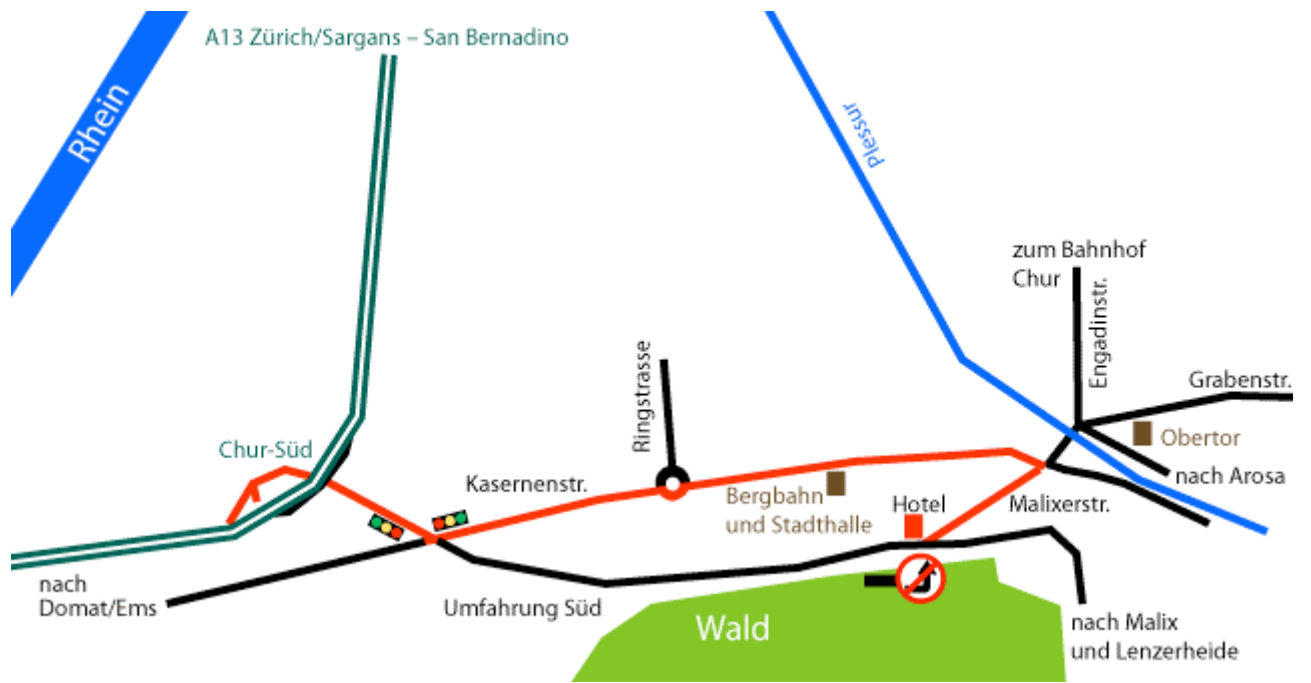 A13 Zürich/Sargans – San Bernadino
Rhein
Plessur
zum Bahnhof
Chur
Engadinstr.
Ringstrasse
Grabenstr.
Chur-Süd
Obertor
Kasernenstr.
nach Arosa
Bergbahn
und Stadthalle
Hotel
Malixerstr.
nach
Domat/Ems
Umfahrung Süd
Wald
nach Malix
und Lenzerheide